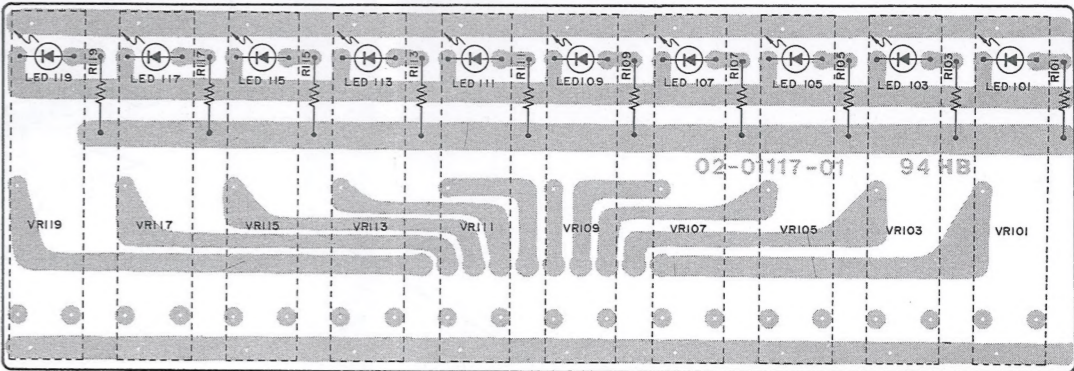 R119 R117 R115 R113 R111 R109 R107 R105 R103 R101
LED 119 LED 117 LED 115 LED 113 LED 111 LED109 LED 107 LED 105 LED 103 LED 101
02-01117-01 94 HB
VR119 VR117 VR115 VR113 VR111 VR109 VR107 VR105 VR103 VR101